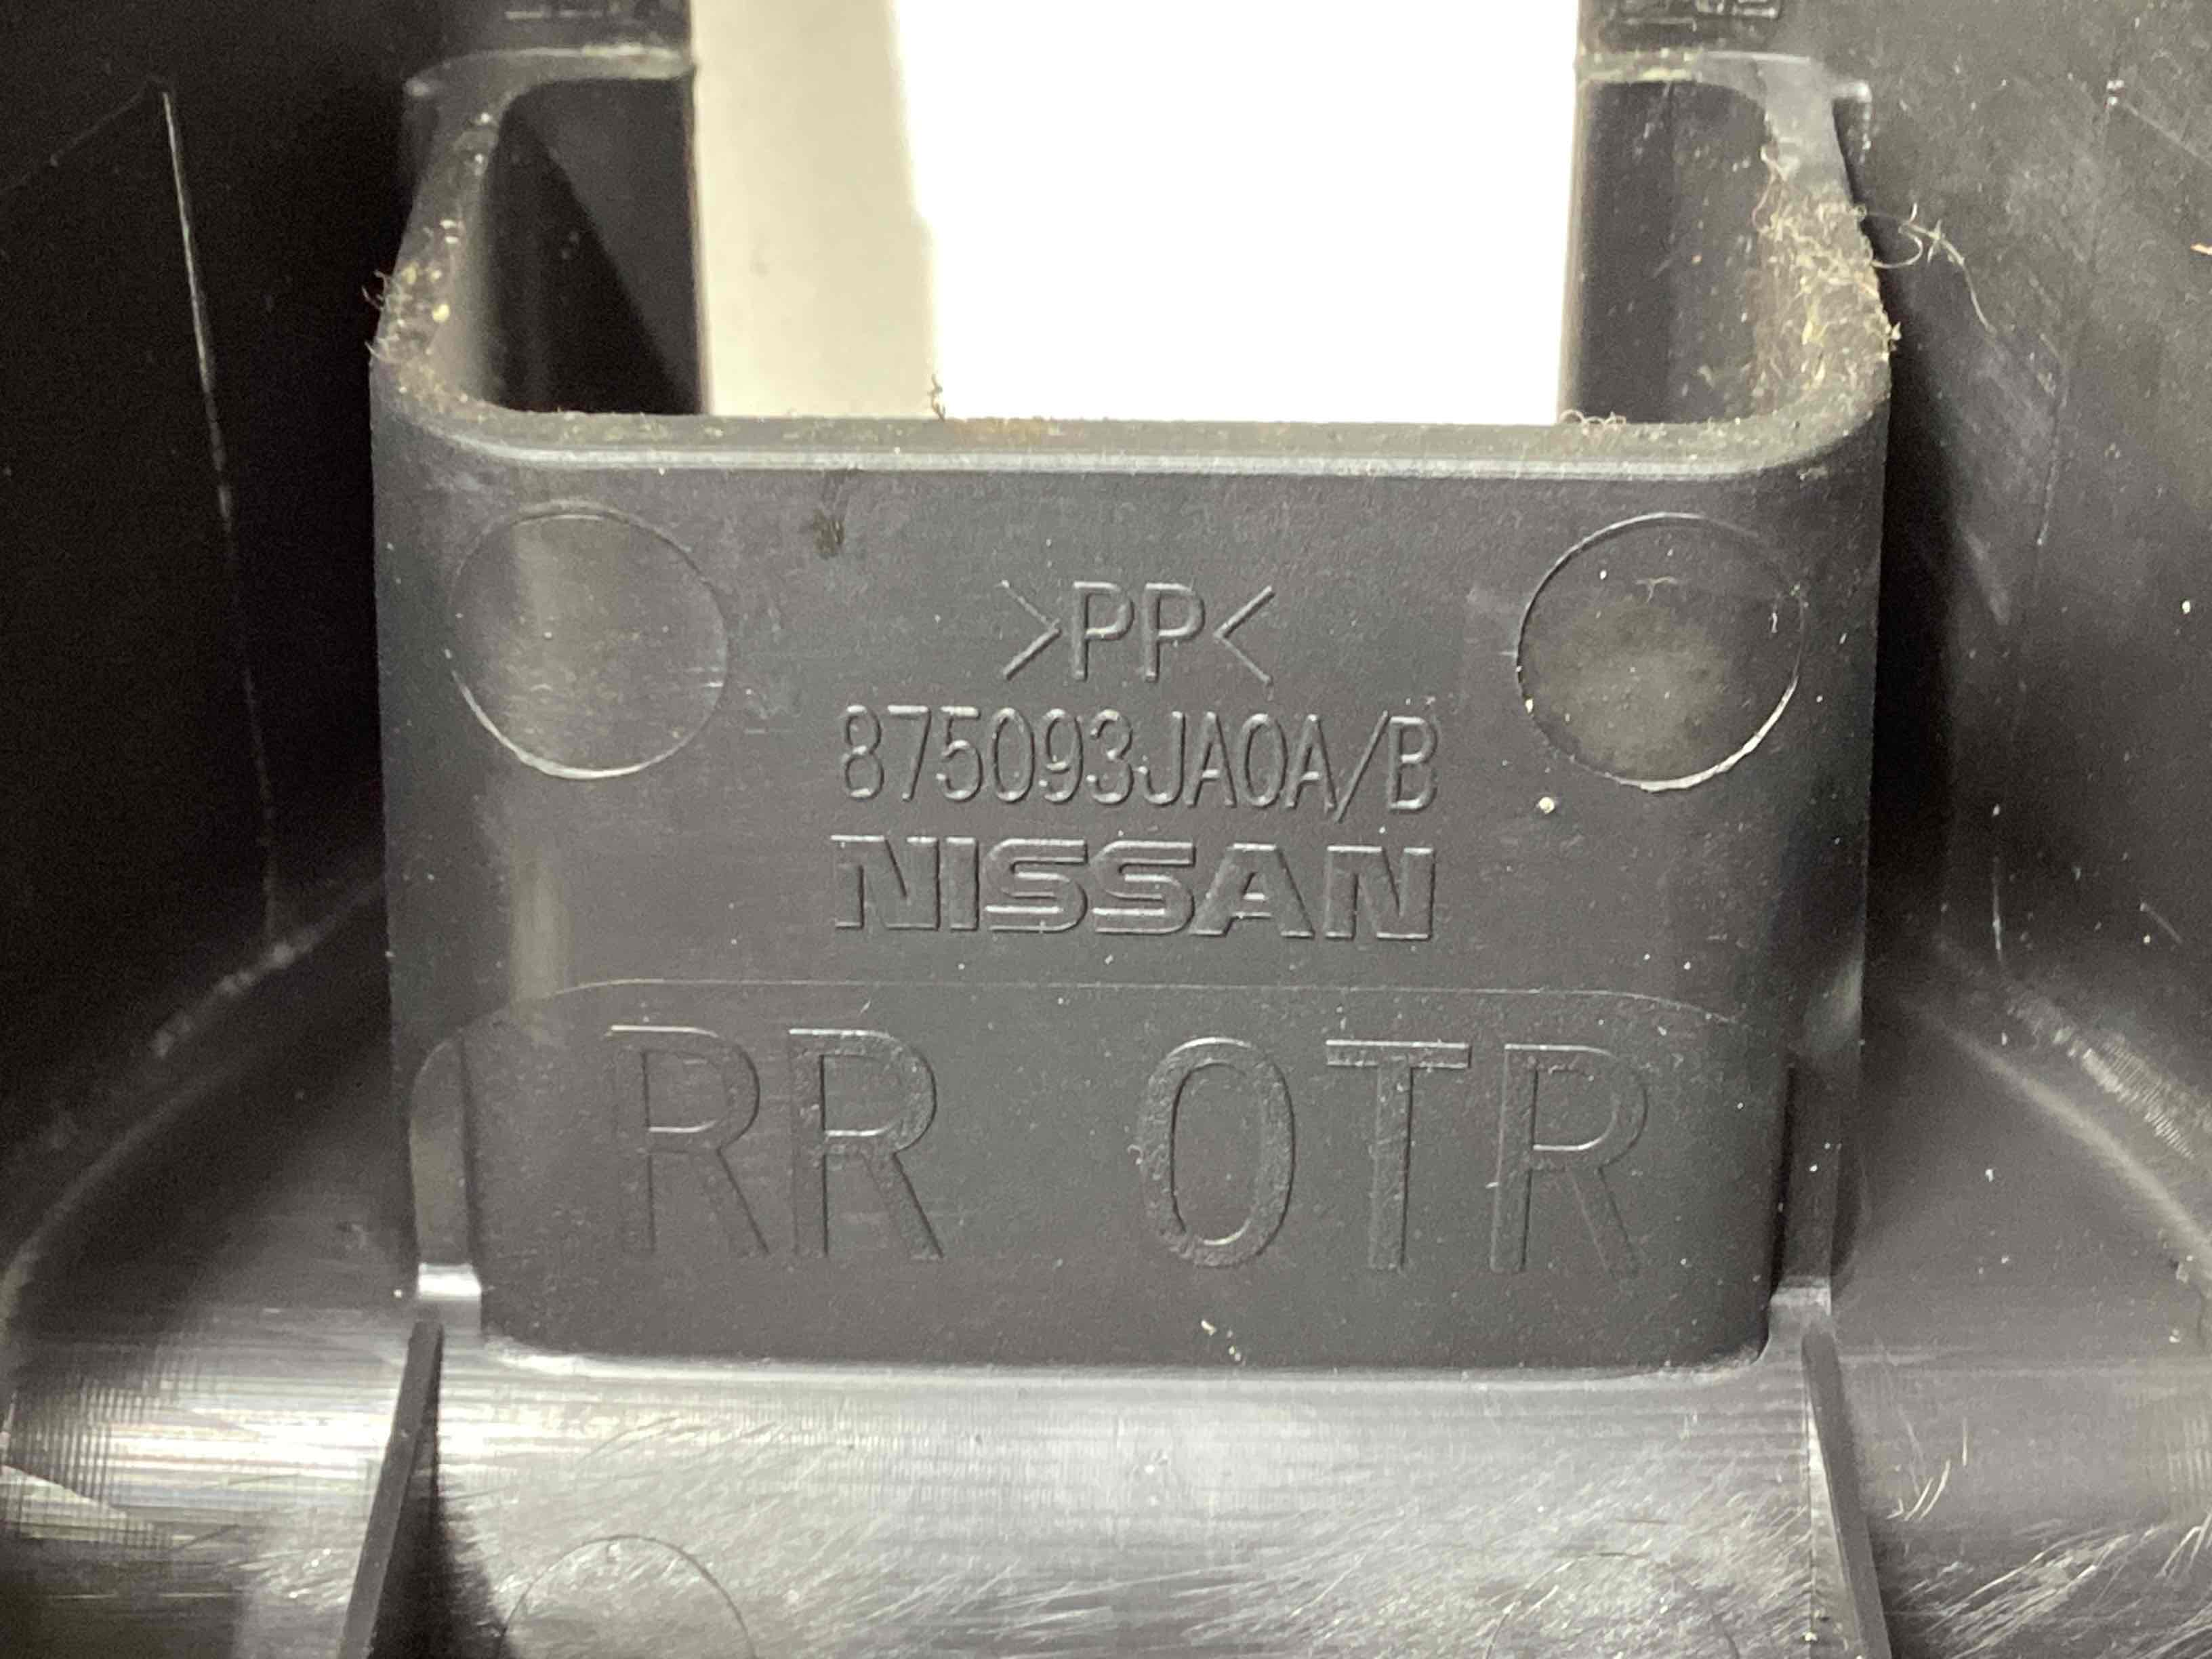 >PP<
875093JA0A/B
NISSAN
RR OTR